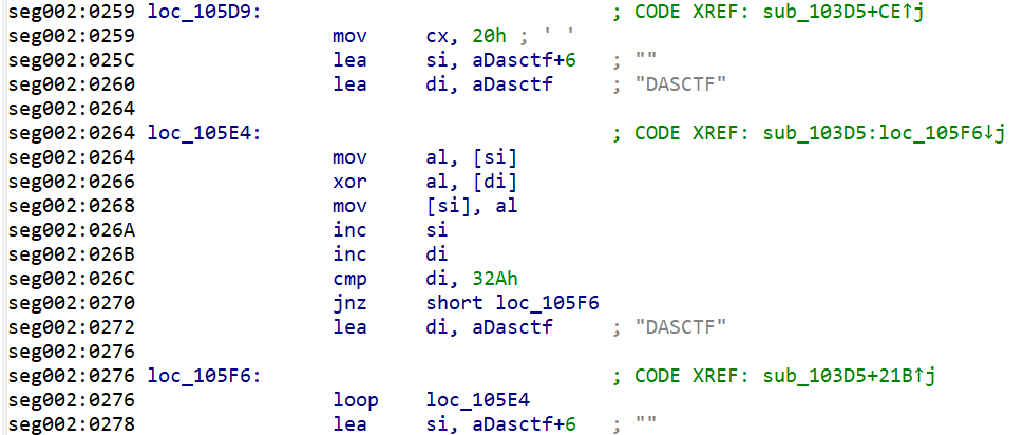 seg002:0259 loc_105D9: ; CODE XREF: sub_103D5+CE↑j
seg002:0259 mov cx, 20h ; ' '
seg002:025C lea si, aDasctf+6 ; ""
seg002:0260 lea di, aDasctf ; "DASCTF"
seg002:0264
seg002:0264 loc_105E4: ; CODE XREF: sub_103D5:loc_105F6↓j
seg002:0264 mov al, [si]
seg002:0266 xor al, [di]
seg002:0268 mov [si], al
seg002:026A inc si
seg002:026B inc di
seg002:026C cmp di, 32Ah
seg002:0270 jnz short loc_105F6
seg002:0272 lea di, aDasctf ; "DASCTF"
seg002:0276
seg002:0276 loc_105F6: ; CODE XREF: sub_103D5+21B↑j
seg002:0276 loop loc_105E4
seg002:0278 lea si, aDasctf+6 ; ""